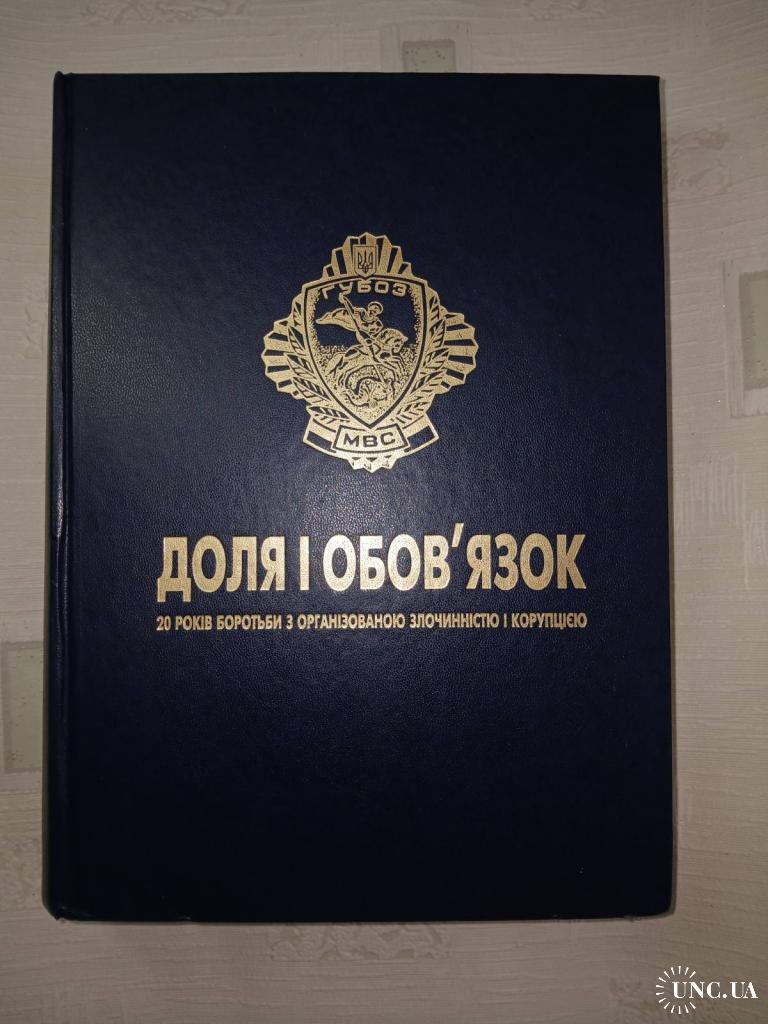 ГУБОЗ
МВС
ДОЛЯ І ОБОВ'ЯЗОК
20 РОКІВ БОРОТЬБИ З ОРГАНІЗОВАНОЮ ЗЛОЧИННІСТЮ І КОРУПЦІЄЮ
UNC.UA